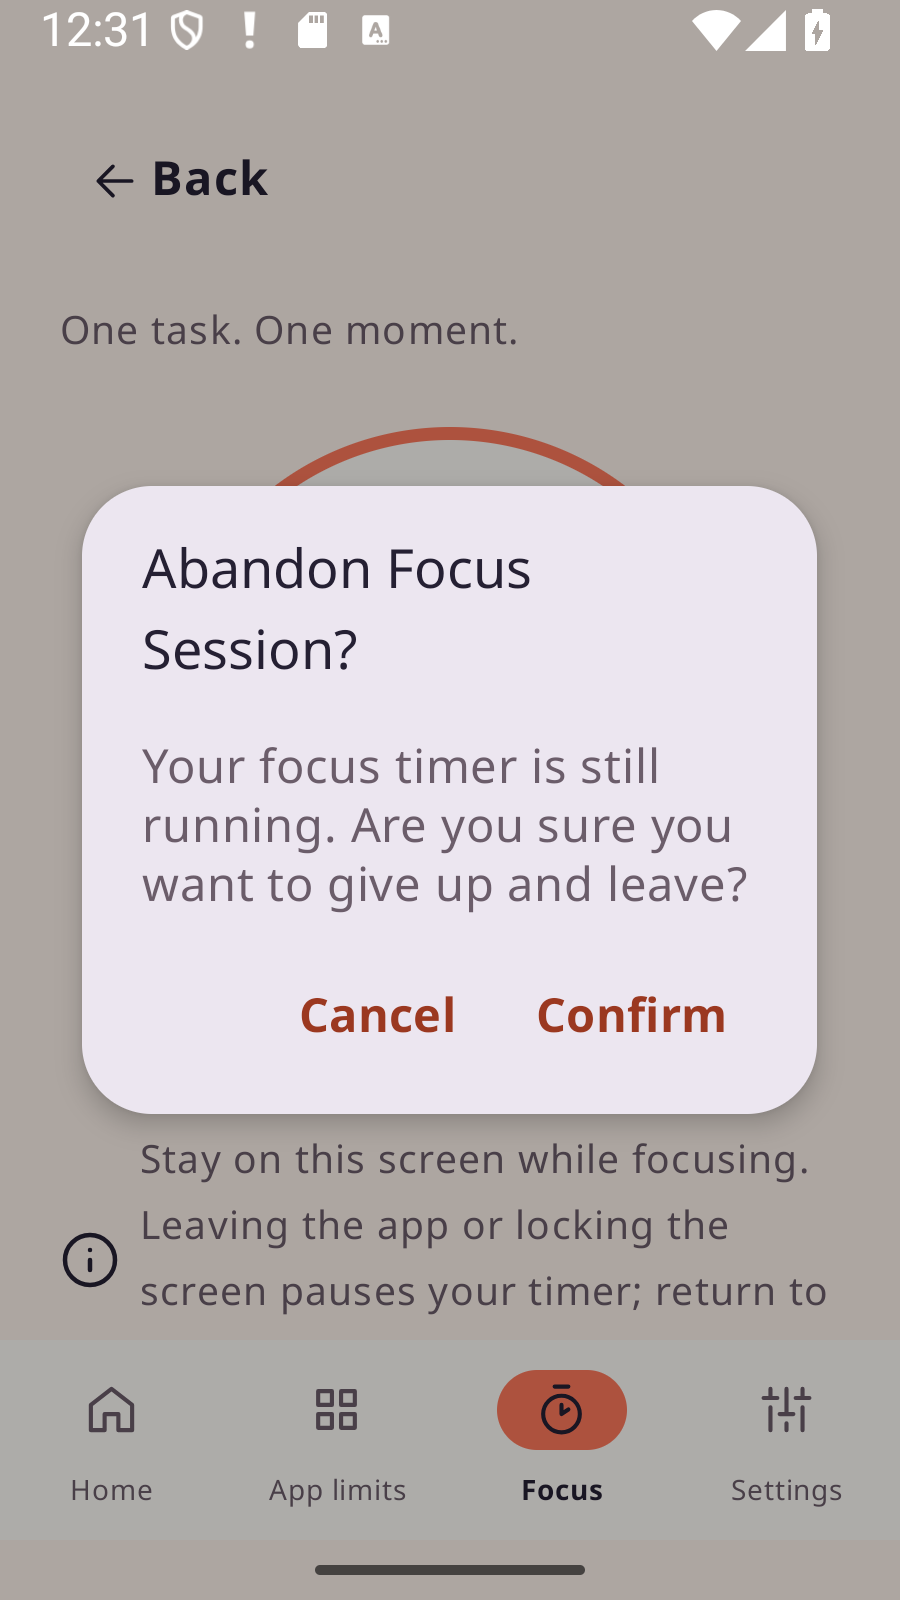 12:31
Back
One task. One moment.
Abandon Focus
Session?
Your focus timer is still
running. Are you sure you
want to give up and leave?
Cancel Confirm
Stay on this screen while focusing.
Leaving the app or locking the
screen pauses your timer; return to
Home App limits Focus Settings